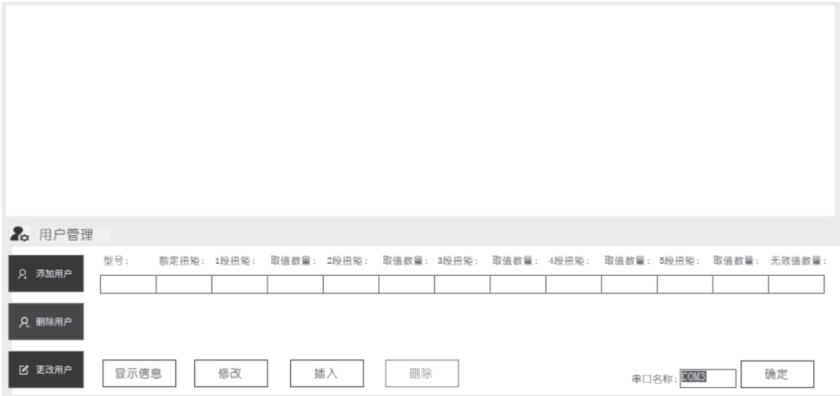 用户管理
型号： 额定扭矩： 1段扭矩： 取值数量： 2段扭矩： 取值数量： 3段扭矩： 取值数量： 4段扭矩： 取值数量： 5段扭矩： 取值数量： 无效值数量：
添加用户
删除用户
更改用户
显示信息 修改 插入 删除 串口名称： COM3 确定